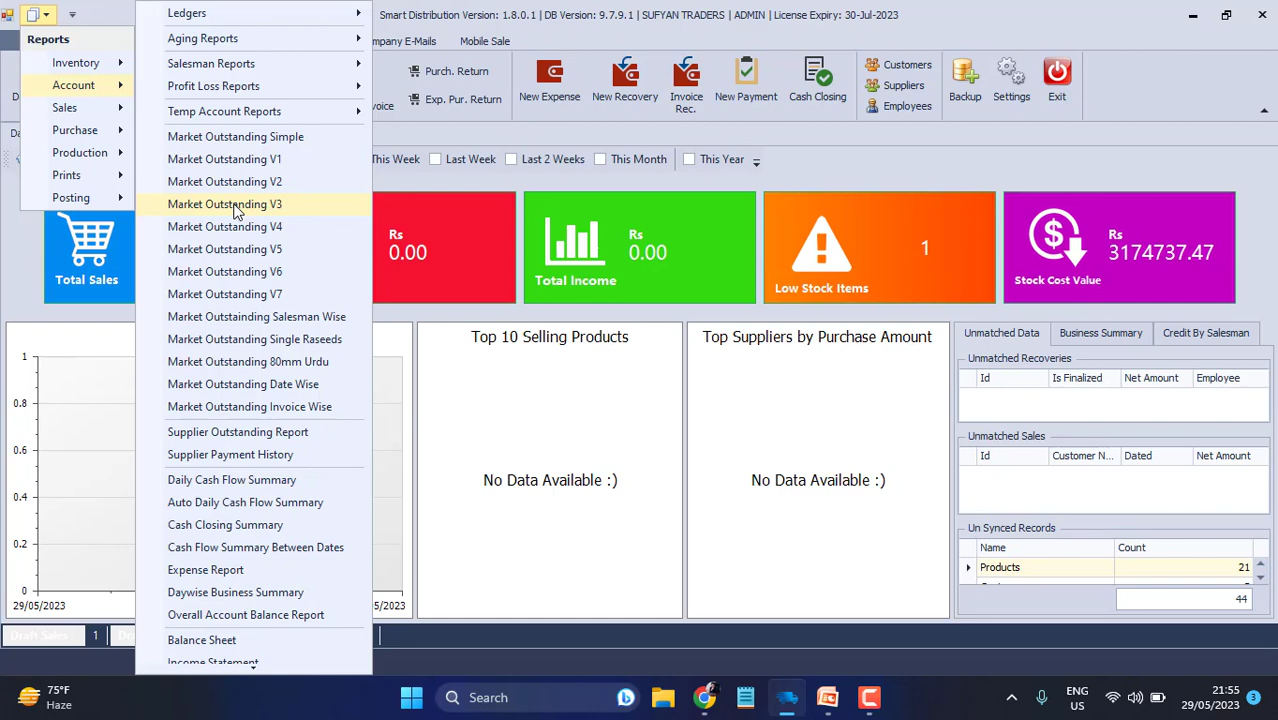 Smart Distribution Version: 1.8.0.1 | DB Version: 9.7.9.1 | SUFYAN TRADERS | ADMIN | License Expiry: 30-Jul-2023
Reports
Inventory
Account
Sales
Purchase
Production
Prints
Posting
Ledgers
Aging Reports
Salesman Reports
Profit Loss Reports
Temp Account Reports
Market Outstanding Simple
Market Outstanding V1
Market Outstanding V2
Market Outstanding V3
Market Outstanding V4
Market Outstanding V5
Market Outstanding V6
Market Outstanding V7
Market Outstainding Salesman Wise
Market Outstanding Single Raseeds
Market Outstanding 80mm Urdu
Market Outstanding Date Wise
Market Outstanding Invoice Wise
Supplier Outstanding Report
Supplier Payment History
Daily Cash Flow Summary
Auto Daily Cash Flow Summary
Cash Closing Summary
Cash Flow Summary Between Dates
Expense Report
Daywise Business Summary
Overall Account Balance Report
Balance Sheet
Income Statement
mpany E-Mails Mobile Sale
Purch. Return
Exp. Pur. Return
voice
New Expense
New Recovery
Invoice
Rec.
New Payment
Cash Closing
Customers
Suppliers
Employees
Backup
Settings
Exit
This Week Last Week Last 2 Weeks This Month This Year
Total Sales
Rs
0.00
Total Income
Rs
0.00
Low Stock Items
1
Stock Cost Value
Rs
3174737.47
1
0.8
0.6
0.4
0.2
0
29/05/2023
05/2023
Top 10 Selling Products
No Data Available :)
Top Suppliers by Purchase Amount
No Data Available :)
Unmatched Data Business Summary Credit By Salesman
Unmatched Recoveries
Id Is Finalized Net Amount Employee
Unmatched Sales
Id Customer N... Dated Net Amount
Un Synced Records
Name Count
Products 21
44
Draft Sales : 1
75°F
Haze
Search
ENG
US
21:55
29/05/2023
3